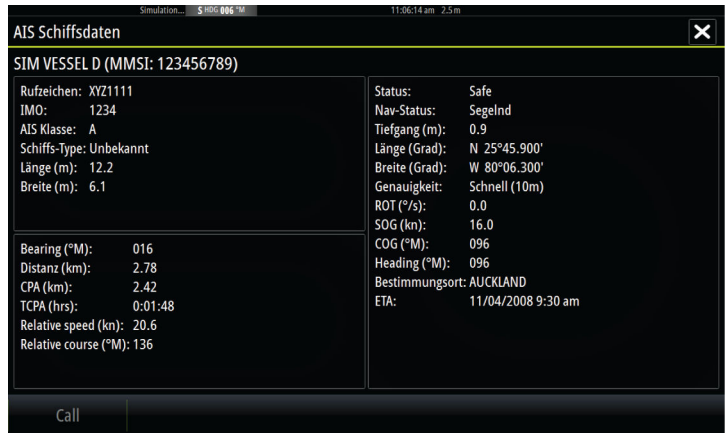 Simulation... S HDG 006 °M 11:06:14 am 2.5 m
AIS Schiffsdaten
SIM VESSEL D (MMSI: 123456789)
Rufzeichen: XYZ1111
IMO: 1234
AIS Klasse: A
Schiffs-Type: Unbekannt
Länge (m): 12.2
Breite (m): 6.1
Bearing (°M): 016
Distanz (km): 2.78
CPA (km): 2.42
TCPA (hrs): 0:01:48
Relative speed (kn): 20.6
Relative course (°M): 136
Status: Safe
Nav-Status: Segelnd
Tiefgang (m): 0.9
Länge (Grad): N 25°45.900'
Breite (Grad): W 80°06.300'
Genauigkeit: Schnell (10m)
ROT (°/s): 0.0
SOG (kn): 16.0
COG (°M): 096
Heading (°M): 096
Bestimmungsort: AUCKLAND
ETA: 11/04/2008 9:30 am
Call